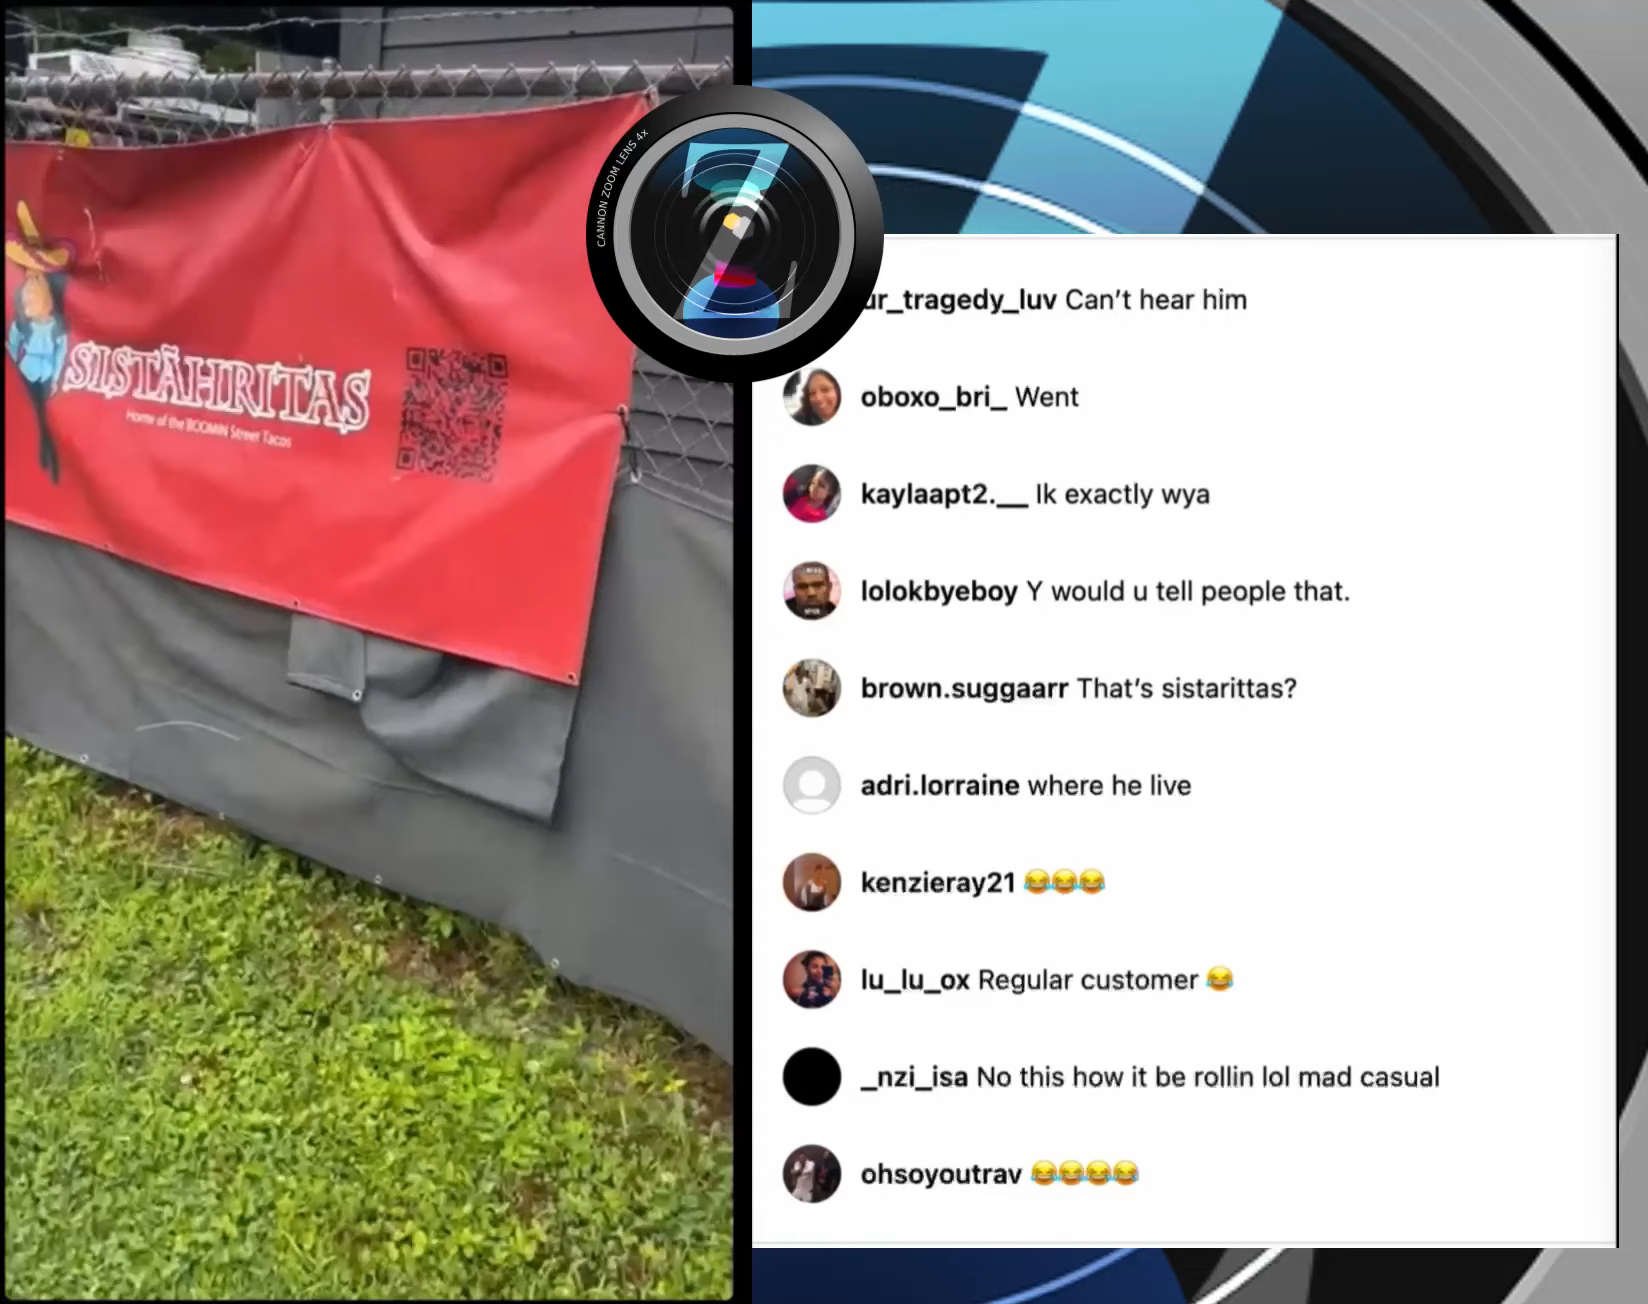 SISTÃHRITAS
Home of the BOOMIN Street Tacos
CANNON ZOOM LENS 4x
Z
ur_tragedy_luv Can’t hear him
oboxo_bri_ Went
kaylaapt2.__ Ik exactly wya
lolokbyeboy Y would u tell people that.
brown.suggaarr That’s sistarittas?
adri.lorraine where he live
kenzieray21 😂😂😂
lu_lu_ox Regular customer 😂
_nzi_isa No this how it be rollin lol mad casual
ohsoyoutrav 😂😂😂😂